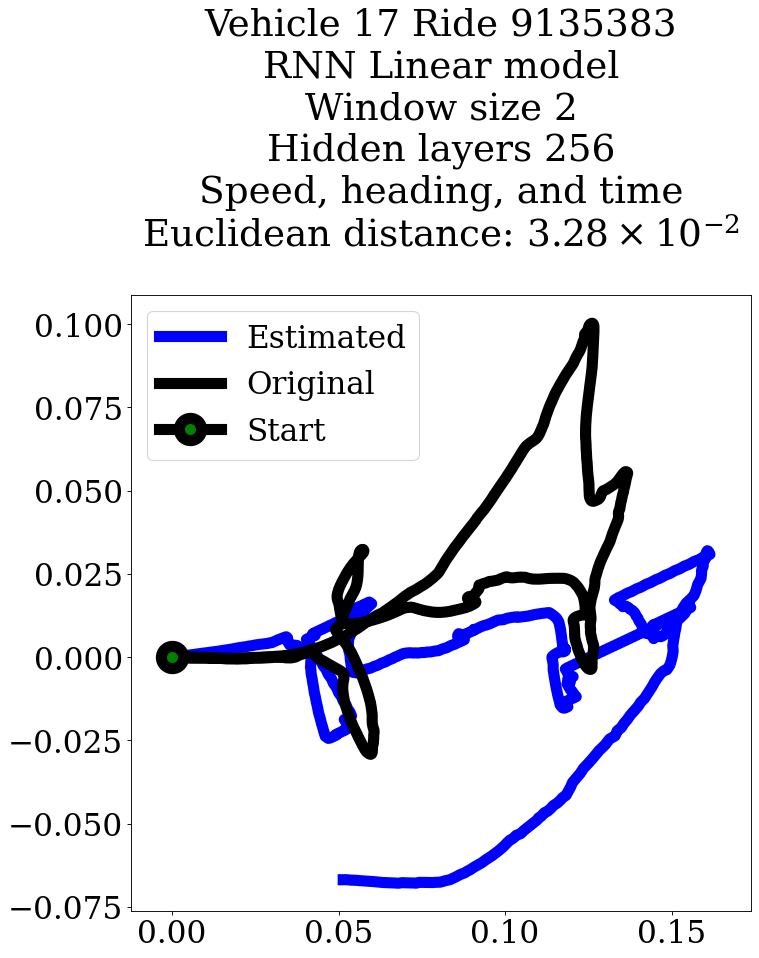 Vehicle 17 Ride 9135383
RNN Linear model
Window size 2
Hidden layers 256
Speed, heading, and time
Euclidean distance: 3.28 × 10⁻²
Estimated
Original
Start
0.100
0.075
0.050
0.025
0.000
−0.025
−0.050
−0.075
0.00 0.05 0.10 0.15